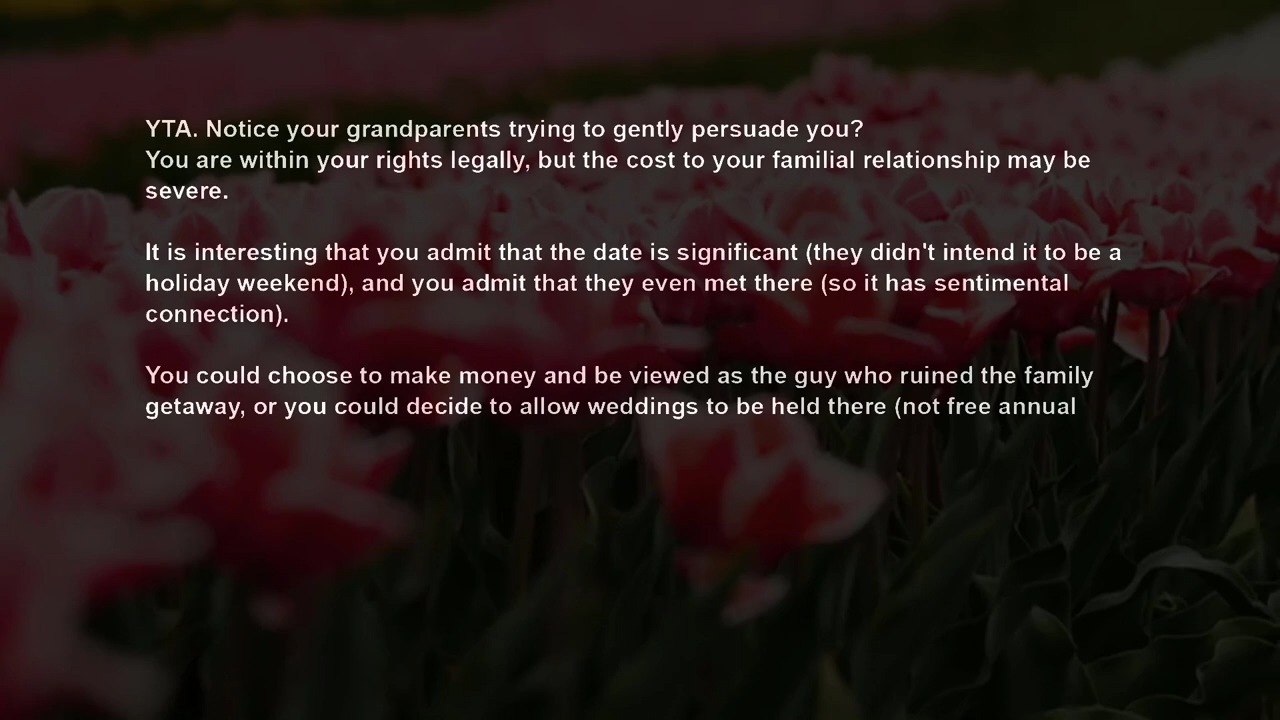 YTA. Notice your grandparents trying to gently persuade you?
You are within your rights legally, but the cost to your familial relationship may be
severe.
It is interesting that you admit that the date is significant (they didn't intend it to be a
holiday weekend), and you admit that they even met there (so it has sentimental
connection).
You could choose to make money and be viewed as the guy who ruined the family
getaway, or you could decide to allow weddings to be held there (not free annual